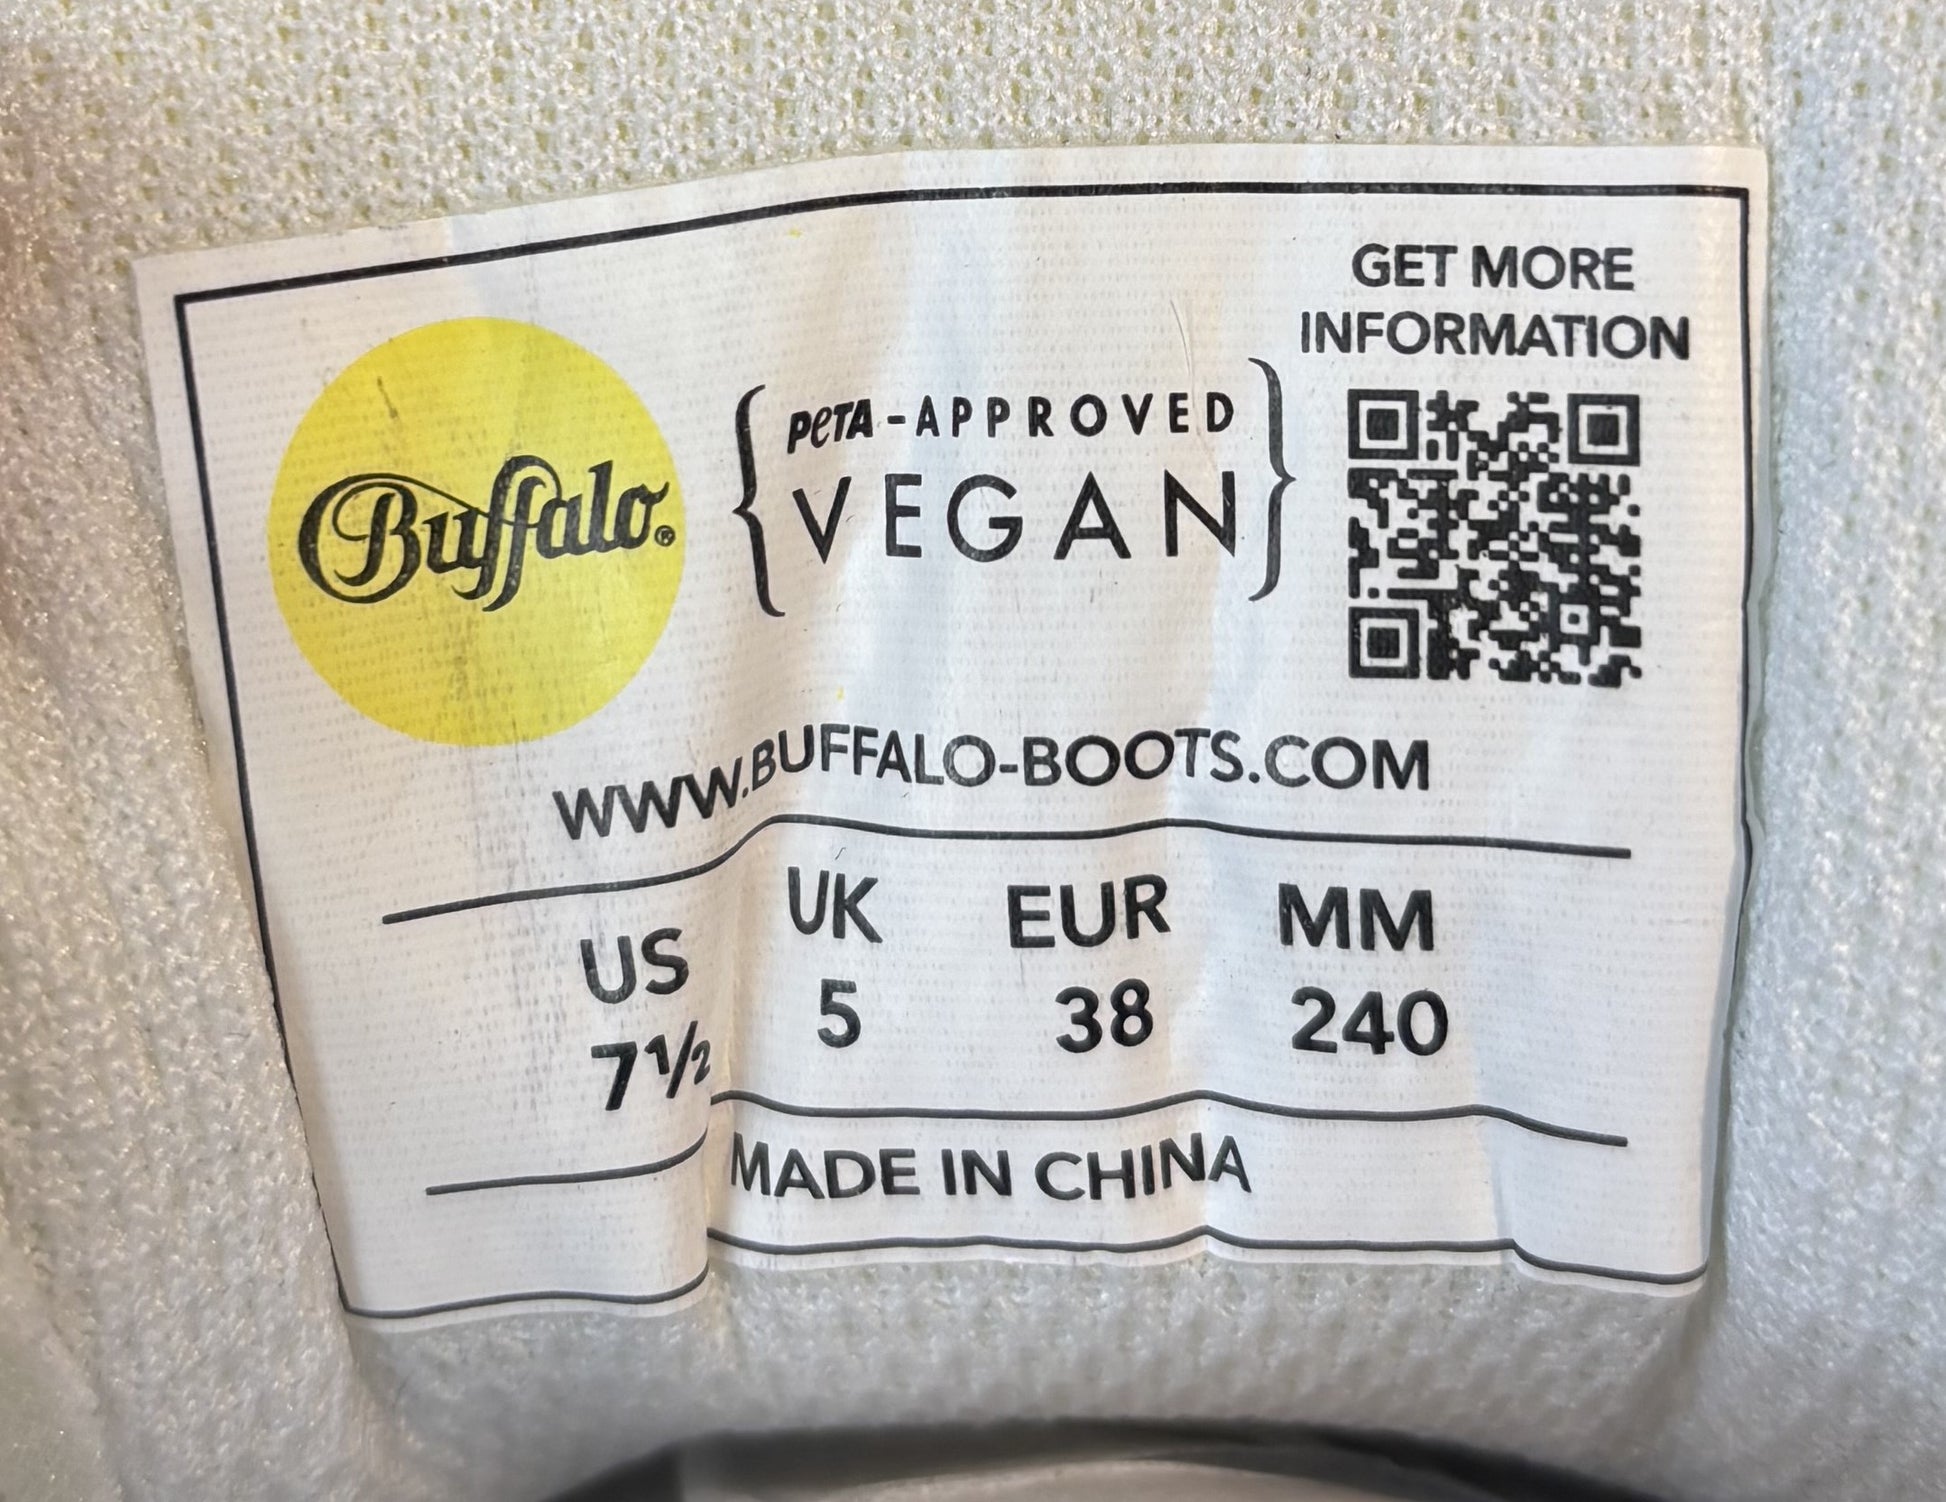 GET MORE
INFORMATION
Buffalo®
{ PETA-APPROVED
VEGAN }
WWW.BUFFALO-BOOTS.COM
US UK EUR MM
7½ 5 38 240
MADE IN CHINA